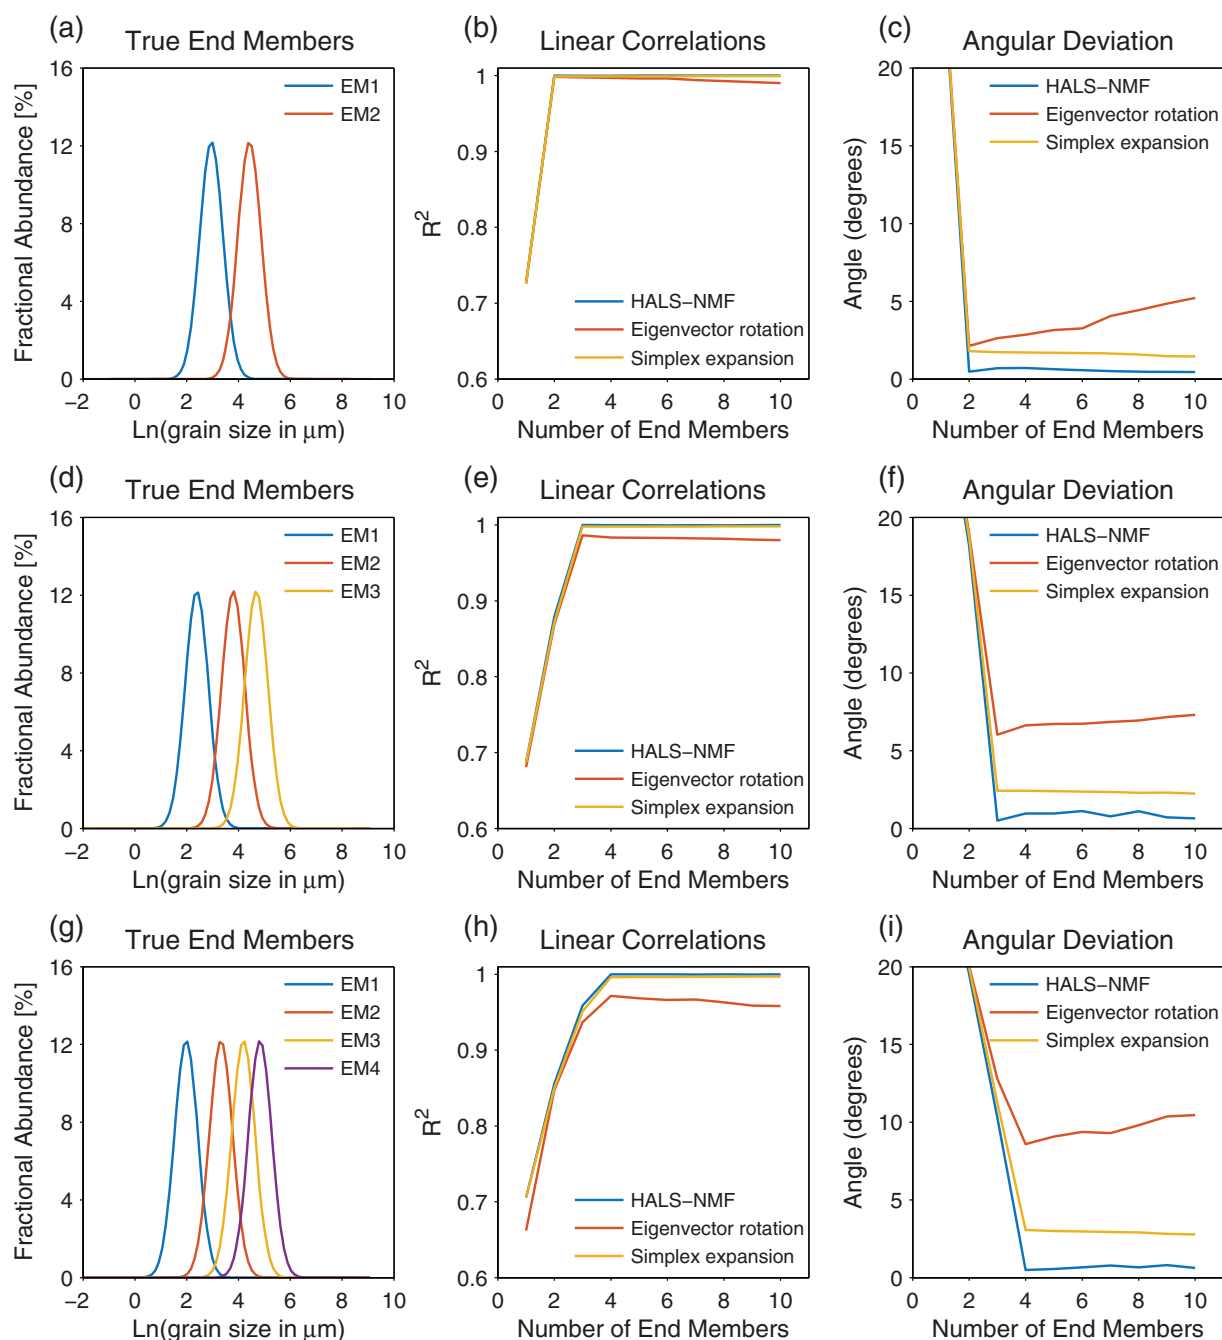 (a)
True End Members
Fractional Abundance [%]
16
12
8
4
0
EM1
EM2
−2 0 2 4 6 8 10
Ln(grain size in μm)
(b)
Linear Correlations
R²
1
0.9
0.8
0.7
0.6
HALS−NMF
Eigenvector rotation
Simplex expansion
0 2 4 6 8 10
Number of End Members
(c)
Angular Deviation
Angle (degrees)
20
15
10
5
0
HALS−NMF
Eigenvector rotation
Simplex expansion
0 2 4 6 8 10
Number of End Members
(d)
True End Members
Fractional Abundance [%]
16
12
8
4
0
EM1
EM2
EM3
−2 0 2 4 6 8 10
Ln(grain size in μm)
(e)
Linear Correlations
R²
1
0.9
0.8
0.7
0.6
HALS−NMF
Eigenvector rotation
Simplex expansion
0 2 4 6 8 10
Number of End Members
(f)
Angular Deviation
Angle (degrees)
20
15
10
5
0
HALS−NMF
Eigenvector rotation
Simplex expansion
0 2 4 6 8 10
Number of End Members
(g)
True End Members
Fractional Abundance [%]
16
12
8
4
0
EM1
EM2
EM3
EM4
−2 0 2 4 6 8 10
Ln(grain size in μm)
(h)
Linear Correlations
R²
1
0.9
0.8
0.7
0.6
HALS−NMF
Eigenvector rotation
Simplex expansion
0 2 4 6 8 10
Number of End Members
(i)
Angular Deviation
Angle (degrees)
20
15
10
5
0
HALS−NMF
Eigenvector rotation
Simplex expansion
0 2 4 6 8 10
Number of End Members